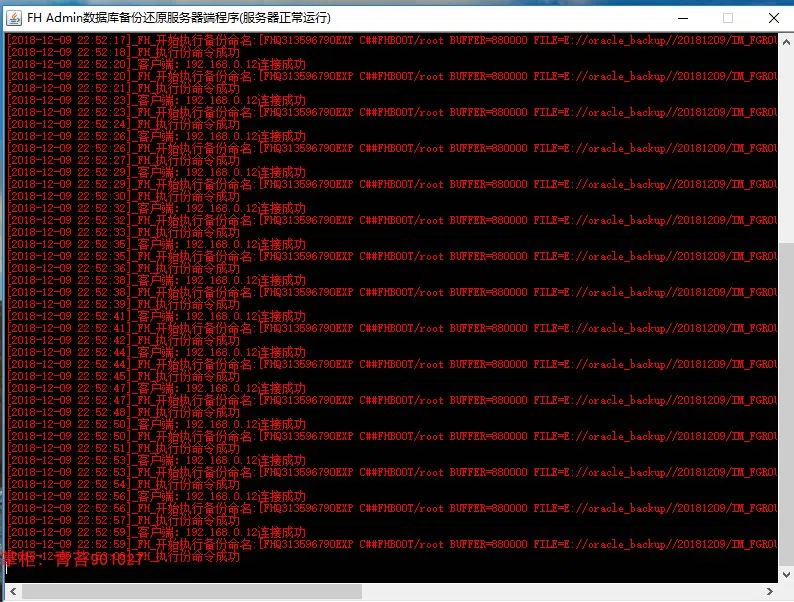 FH Admin数据库备份还原服务器端程序(服务器正常运行)
[2018-12-09 22:52:17]_FH_开始执行备份命名:[FHQ313596790EXP C##FHBOOT/root BUFFER=880000 FILE=E://oracle_backup//20181209/IM_FGROU
[2018-12-09 22:52:18]_FH_执行份命令成功
[2018-12-09 22:52:20]_客户端: 192.168.0.12连接成功
[2018-12-09 22:52:20]_FH_开始执行备份命名:[FHQ313596790EXP C##FHBOOT/root BUFFER=880000 FILE=E://oracle_backup//20181209/IM_FGROU
[2018-12-09 22:52:21]_FH_执行份命令成功
[2018-12-09 22:52:23]_客户端: 192.168.0.12连接成功
[2018-12-09 22:52:23]_FH_开始执行备份命名:[FHQ313596790EXP C##FHBOOT/root BUFFER=880000 FILE=E://oracle_backup//20181209/IM_FGROU
[2018-12-09 22:52:24]_FH_执行份命令成功
[2018-12-09 22:52:26]_客户端: 192.168.0.12连接成功
[2018-12-09 22:52:26]_FH_开始执行备份命名:[FHQ313596790EXP C##FHBOOT/root BUFFER=880000 FILE=E://oracle_backup//20181209/IM_FGROU
[2018-12-09 22:52:27]_FH_执行份命令成功
[2018-12-09 22:52:29]_客户端: 192.168.0.12连接成功
[2018-12-09 22:52:29]_FH_开始执行备份命名:[FHQ313596790EXP C##FHBOOT/root BUFFER=880000 FILE=E://oracle_backup//20181209/IM_FGROU
[2018-12-09 22:52:30]_FH_执行份命令成功
[2018-12-09 22:52:32]_客户端: 192.168.0.12连接成功
[2018-12-09 22:52:32]_FH_开始执行备份命名:[FHQ313596790EXP C##FHBOOT/root BUFFER=880000 FILE=E://oracle_backup//20181209/IM_FGROU
[2018-12-09 22:52:33]_FH_执行份命令成功
[2018-12-09 22:52:35]_客户端: 192.168.0.12连接成功
[2018-12-09 22:52:35]_FH_开始执行备份命名:[FHQ313596790EXP C##FHBOOT/root BUFFER=880000 FILE=E://oracle_backup//20181209/IM_FGROU
[2018-12-09 22:52:36]_FH_执行份命令成功
[2018-12-09 22:52:38]_客户端: 192.168.0.12连接成功
[2018-12-09 22:52:38]_FH_开始执行备份命名:[FHQ313596790EXP C##FHBOOT/root BUFFER=880000 FILE=E://oracle_backup//20181209/IM_FGROU
[2018-12-09 22:52:39]_FH_执行份命令成功
[2018-12-09 22:52:41]_客户端: 192.168.0.12连接成功
[2018-12-09 22:52:41]_FH_开始执行备份命名:[FHQ313596790EXP C##FHBOOT/root BUFFER=880000 FILE=E://oracle_backup//20181209/IM_FGROU
[2018-12-09 22:52:42]_FH_执行份命令成功
[2018-12-09 22:52:44]_客户端: 192.168.0.12连接成功
[2018-12-09 22:52:44]_FH_开始执行备份命名:[FHQ313596790EXP C##FHBOOT/root BUFFER=880000 FILE=E://oracle_backup//20181209/IM_FGROU
[2018-12-09 22:52:45]_FH_执行份命令成功
[2018-12-09 22:52:47]_客户端: 192.168.0.12连接成功
[2018-12-09 22:52:47]_FH_开始执行备份命名:[FHQ313596790EXP C##FHBOOT/root BUFFER=880000 FILE=E://oracle_backup//20181209/IM_FGROU
[2018-12-09 22:52:48]_FH_执行份命令成功
[2018-12-09 22:52:50]_客户端: 192.168.0.12连接成功
[2018-12-09 22:52:50]_FH_开始执行备份命名:[FHQ313596790EXP C##FHBOOT/root BUFFER=880000 FILE=E://oracle_backup//20181209/IM_FGROU
[2018-12-09 22:52:51]_FH_执行份命令成功
[2018-12-09 22:52:53]_客户端: 192.168.0.12连接成功
[2018-12-09 22:52:53]_FH_开始执行备份命名:[FHQ313596790EXP C##FHBOOT/root BUFFER=880000 FILE=E://oracle_backup//20181209/IM_FGROU
[2018-12-09 22:52:54]_FH_执行份命令成功
[2018-12-09 22:52:56]_客户端: 192.168.0.12连接成功
[2018-12-09 22:52:56]_FH_开始执行备份命名:[FHQ313596790EXP C##FHBOOT/root BUFFER=880000 FILE=E://oracle_backup//20181209/IM_FGROU
[2018-12-09 22:52:57]_FH_执行份命令成功
[2018-12-09 22:52:59]_客户端: 192.168.0.12连接成功
[2018-12-09 22:52:59]_FH_开始执行备份命名:[FHQ313596790EXP C##FHBOOT/root BUFFER=880000 FILE=E://oracle_backup//20181209/IM_FGROU
FH_执行份命令成功
掌柜: 青苔901027